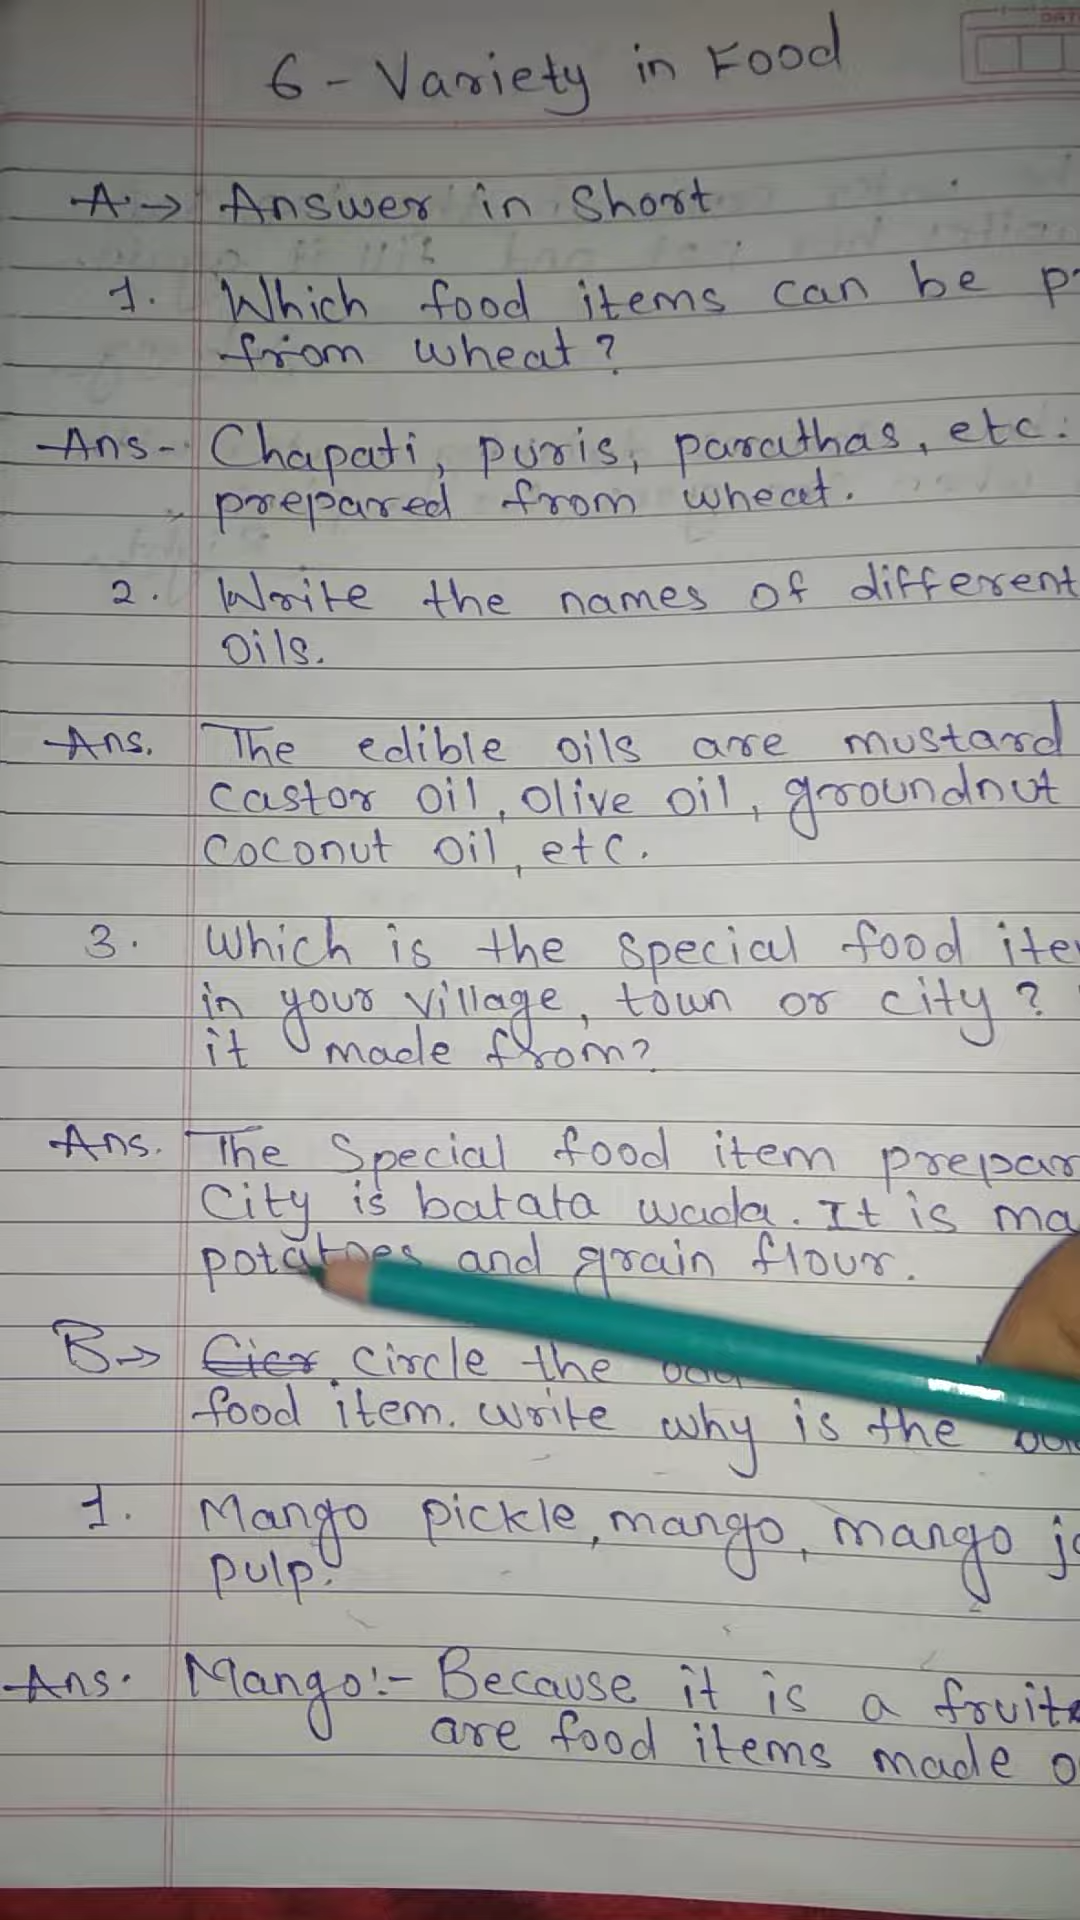 6 - Variety in Food
A. → Answer in Short
1. Which food items can be
from wheat?
Ans - Chapati, puris, parathas, etc.
prepared from wheat.
2. Write the names of different
Oils.
Ans. The edible oils are mustard
castor oil, olive oil, groundnut
coconut oil, etc.
3. Which is the special food
in your village, town or city?
it made from?
Ans. The special food item
City is batata wada. It is
potatoes and grain flour.
B → circle the
food item. write why is the
1. Mango pickle, mango, mango
pulp.
Ans. Mango:- Because it is a fruit
are food items made